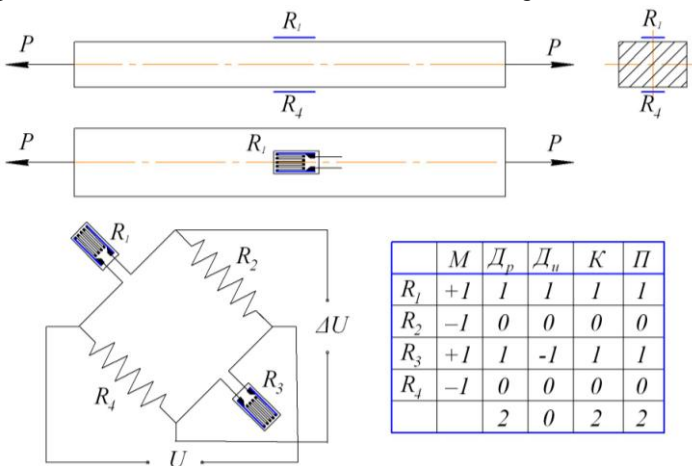 R₁
R₁
P
P
R₄
R₄
P
R₁
P
R₁
R₂
ΔU
R₃
R₄
U
М Др Ди К П
R₁ +1 1 1 1 1
R₂ –1 0 0 0 0
R₃ +1 1 -1 1 1
R₄ –1 0 0 0 0
2 0 2 2